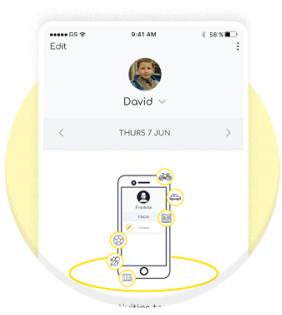 GS 9:41 AM 58 %
Edit
David
THURS 7 JUN
Freddie